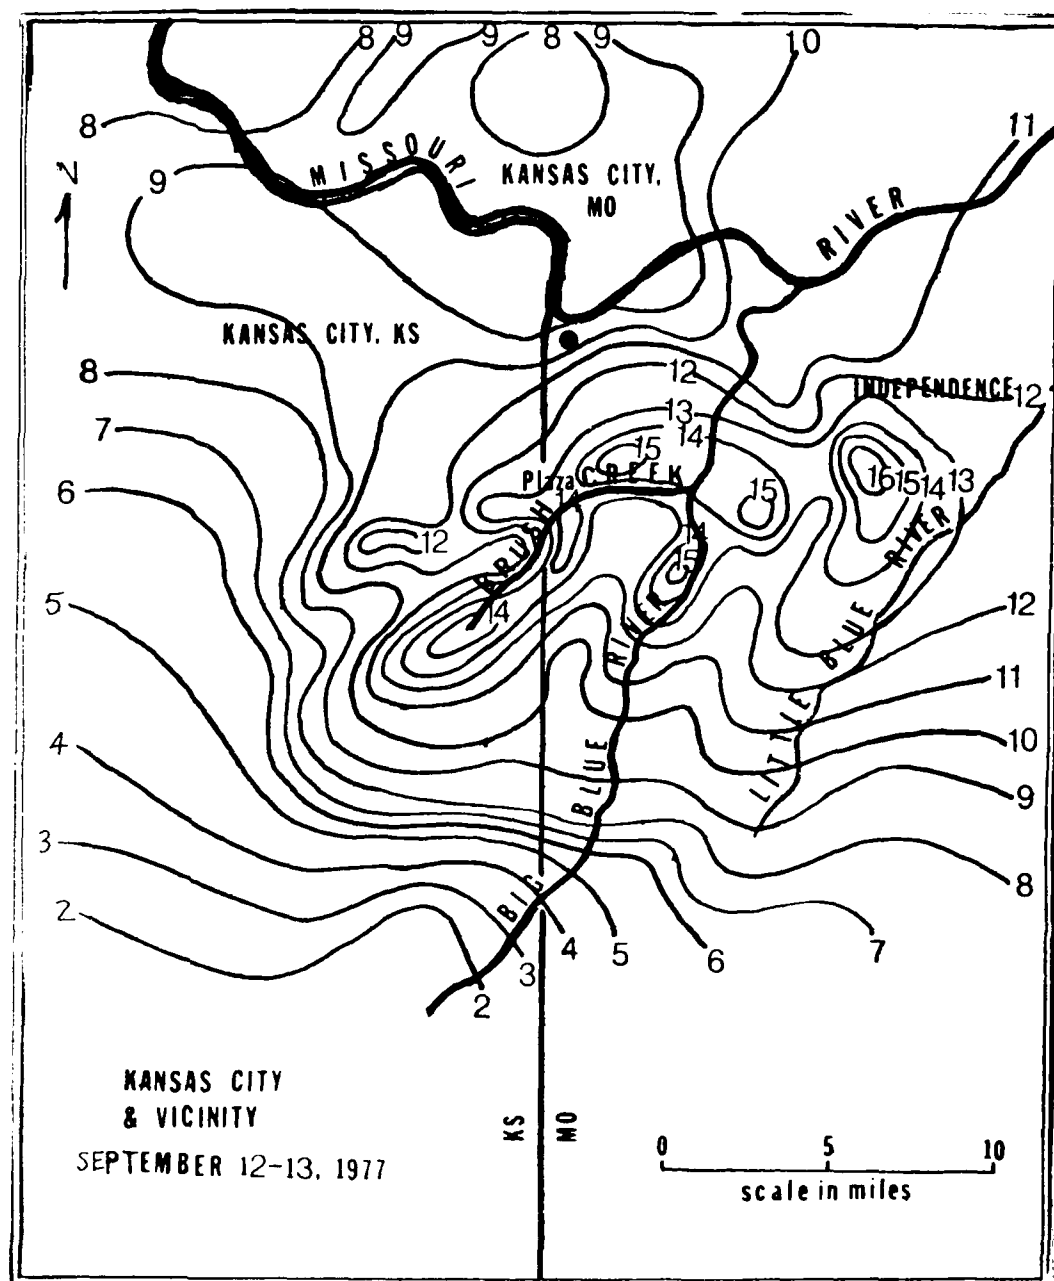 8 9 9 8 9 10
8
11
N
9
MISSOURI
KANSAS CITY,
MO
RIVER
KANSAS CITY, KS
8
12
INDEPENDENCE 12
7
13
14
15
6
Plaza CREEK
15
16 15 14 13
14
12
14
15
BRUSH
RIVER
5
14
12
RIVER
BLUE
11
4
10
LITTLE
BLUE
9
3
8
BIG
2
7
6
5
4
3
2
KANSAS CITY
& VICINITY
SEPTEMBER 12-13, 1977
KS MO
0 5 10
scale in miles